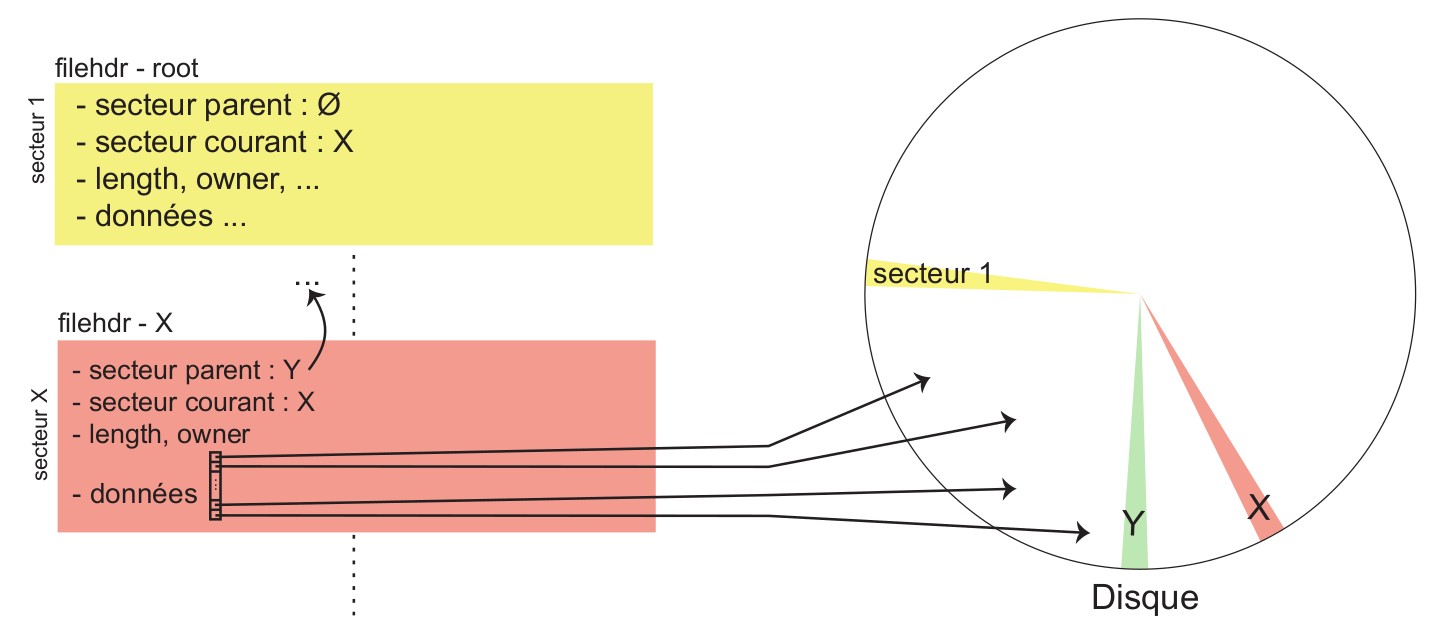 filehdr - root
secteur 1
- secteur parent : Ø
- secteur courant : X
- length, owner, ...
- données ...
...
filehdr - X
secteur X
- secteur parent : Y
- secteur courant : X
- length, owner
- données
secteur 1
Y
X
Disque